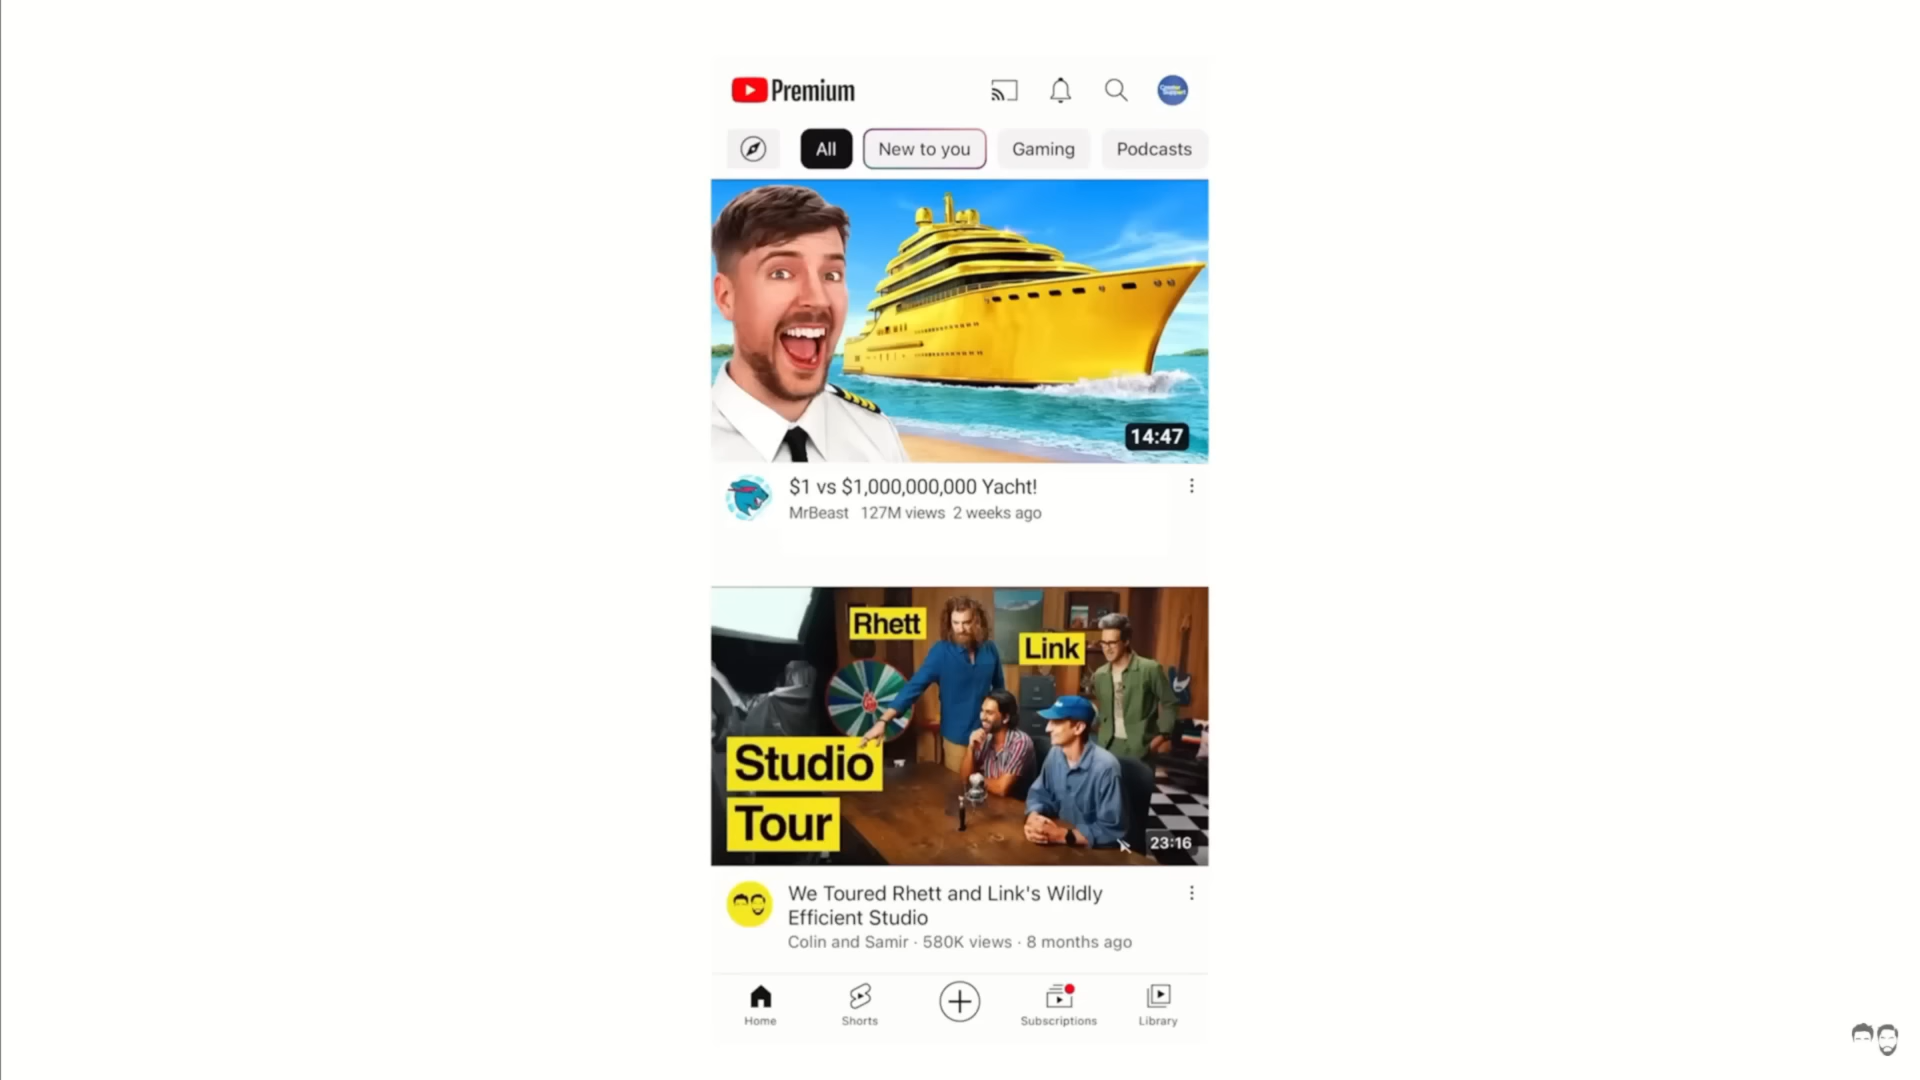 Premium
All
New to you
Gaming
Podcasts
14:47
$1 vs $1,000,000,000 Yacht!
MrBeast 127M views 2 weeks ago
Rhett
Link
Studio
Tour
23:16
We Toured Rhett and Link's Wildly
Efficient Studio
Colin and Samir · 580K views · 8 months ago
Home
Shorts
Subscriptions
Library